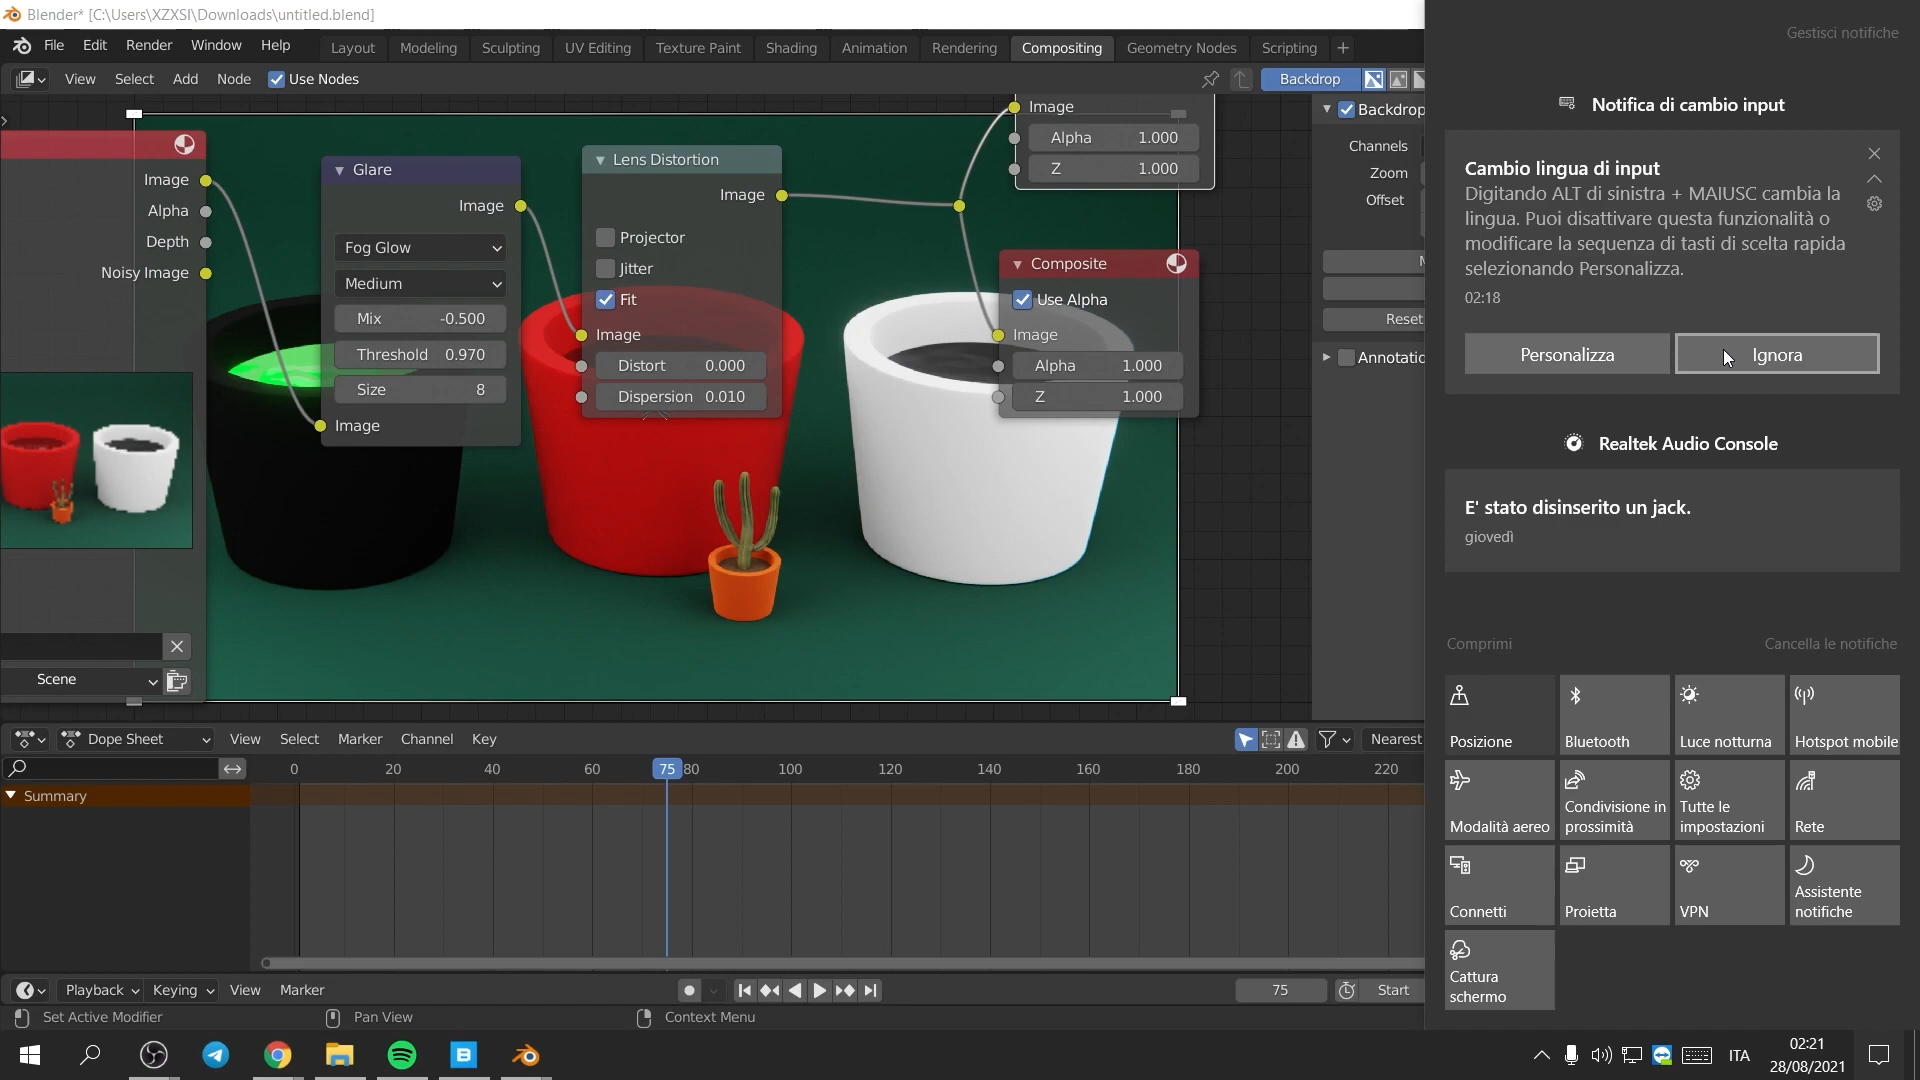 Blender* [C:\Users\XZXSI\Downloads\untitled.blend]
File Edit Render Window Help
Layout Modeling Sculpting UV Editing Texture Paint Shading Animation Rendering Compositing Geometry Nodes Scripting +
View Select Add Node Use Nodes
Backdrop
Image
Alpha
Depth
Noisy Image
Scene
Glare
Image
Fog Glow
Medium
Mix -0.500
Threshold 0.970
Size 8
Image
Lens Distortion
Image
Projector
Jitter
Fit
Image
Distort 0.000
Dispersion 0.010
Image
Alpha 1.000
Z 1.000
Composite
Use Alpha
Image
Alpha 1.000
Z 1.000
Backdrop
Channels
Zoom
Offset
Reset
Annotatio
Dope Sheet View Select Marker Channel Key
Nearest
0 20 40 60 75 80 100 120 140 160 180 200 220
Summary
Playback Keying View Marker
75 Start
Set Active Modifier Pan View Context Menu
Gestisci notifiche
Notifica di cambio input
Cambio lingua di input
Digitando ALT di sinistra + MAIUSC cambia la
lingua. Puoi disattivare questa funzionalità o
modificare la sequenza di tasti di scelta rapida
selezionando Personalizza.
02:18
Personalizza Ignora
Realtek Audio Console
E' stato disinserito un jack.
giovedì
Comprimi Cancella le notifiche
Posizione
Bluetooth
Luce notturna
Hotspot mobile
Modalità aereo
Condivisione in
prossimità
Tutte le
impostazioni
Rete
Connetti
Proietta
VPN
Assistente
notifiche
Cattura
schermo
ITA
02:21
28/08/2021